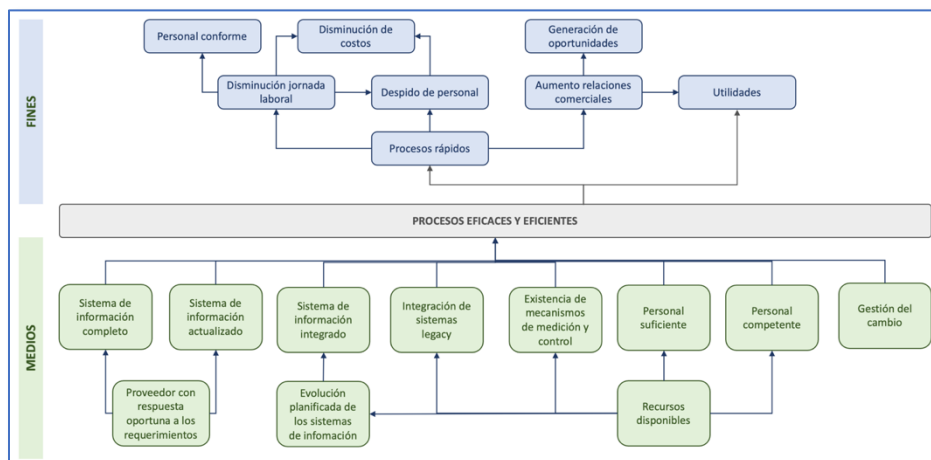 FINES
Personal conforme
Disminución de
costos
Generación de
oportunidades
Disminución jornada
laboral
Despido de personal
Aumento relaciones
comerciales
Utilidades
Procesos rápidos
PROCESOS EFICACES Y EFICIENTES
MEDIOS
Sistema de
información
completo
Sistema de
información
actualizado
Sistema de
información
integrado
Integración de
sistemas
legacy
Existencia de
mecanismos
de medición y
control
Personal
suficiente
Personal
competente
Gestión del
cambio
Proveedor con
respuesta
oportuna a los
requerimientos
Evolución
planificada de
los sistemas
de infomación
Recursos
disponibles